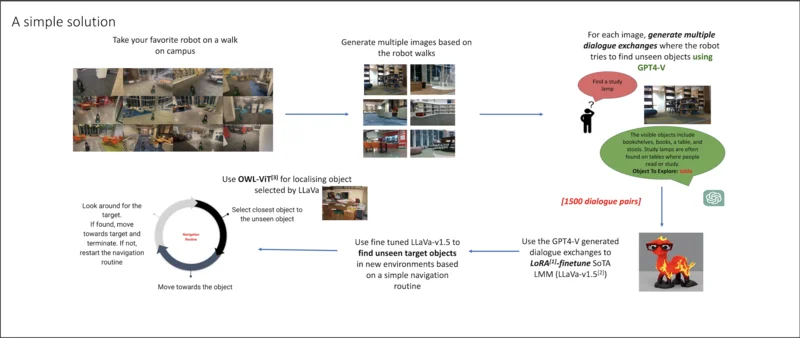 A simple solution
Take your favorite robot on a walk
on campus
Generate multiple images based on
the robot walks
For each image, generate multiple
dialogue exchanges where the robot
tries to find unseen objects using
GPT4-V
Find a study
lamp
?
The visible objects include
bookshelves, books, a table, and
stools. Study lamps are often
found on tables where people
read or study.
Object To Explore: table
[1500 dialogue pairs]
Use the GPT4-V generated
dialogue exchanges to
LoRA[1]-finetune SoTA
LMM (LLaVa-v1.5[2])
Use fine tuned LLaVa-v1.5 to
find unseen target objects
in new environments based
on a simple navigation
routine
Use OWL-ViT[3] for localising object
selected by LLaVa
Select closest object to
the unseen object
Move towards the object
Look around for the
target.
If found, move
towards target and
terminate. If not,
restart the navigation
routine
Navigation
Routine